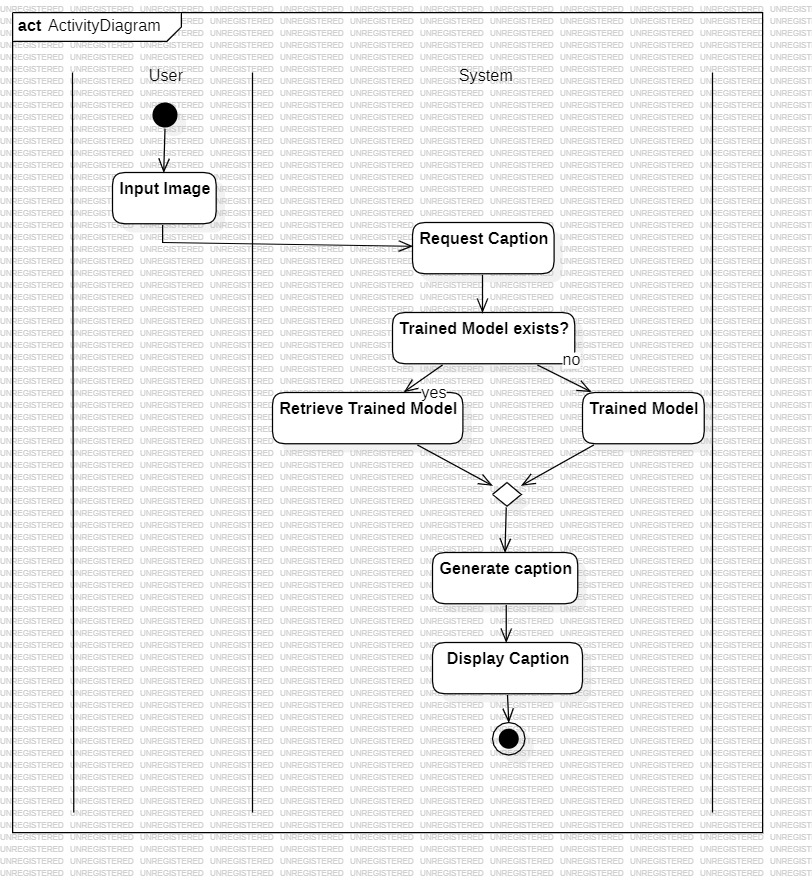 act ActivityDiagram
User
System
Input Image
Request Caption
Trained Model exists?
no
yes
Retrieve Trained Model
Trained Model
Generate caption
Display Caption
UNREGISTERED